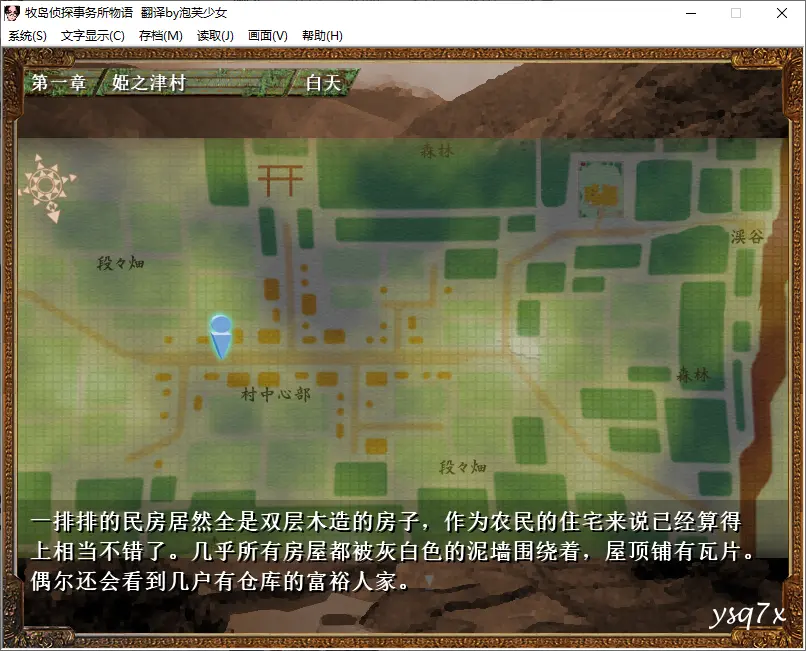 牧岛侦探事务所物语 翻译by泡芙少女
系统(S) 文字显示(C) 存档(M) 读取(J) 画面(V) 帮助(H)
第一章 姫之津村 白天
森林
渓谷
段々畑
森林
村中心部
段々畑
一排排的民房居然全是双层木造的房子，作为农民的住宅来说已经算得
上相当不错了。几乎所有房屋都被灰白色的泥墙围绕着，屋顶铺有瓦片。
偶尔还会看到几户有仓库的富裕人家。
ysq7x